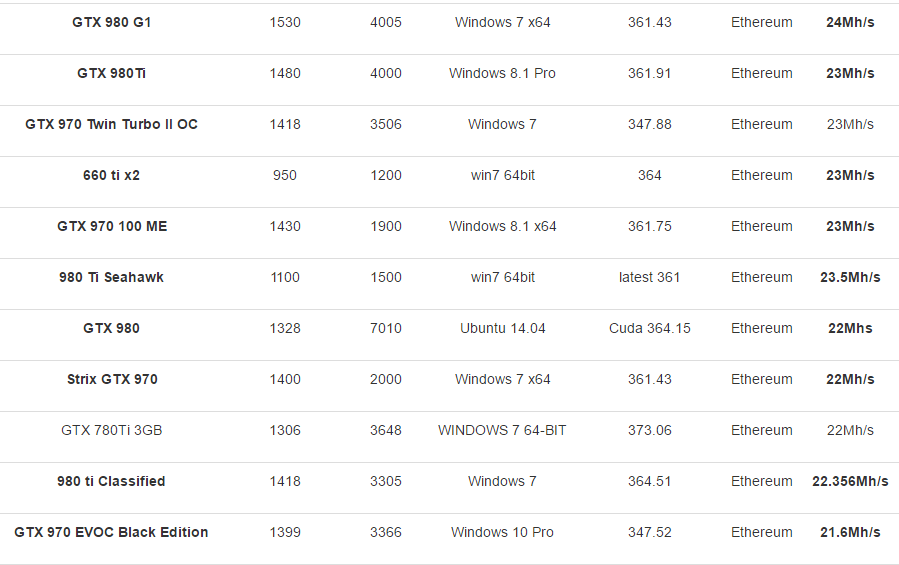 GTX 980 G1 1530 4005 Windows 7 x64 361.43 Ethereum 24Mh/s
GTX 980Ti 1480 4000 Windows 8.1 Pro 361.91 Ethereum 23Mh/s
GTX 970 Twin Turbo II OC 1418 3506 Windows 7 347.88 Ethereum 23Mh/s
660 ti x2 950 1200 win7 64bit 364 Ethereum 23Mh/s
GTX 970 100 ME 1430 1900 Windows 8.1 x64 361.75 Ethereum 23Mh/s
980 Ti Seahawk 1100 1500 win7 64bit latest 361 Ethereum 23.5Mh/s
GTX 980 1328 7010 Ubuntu 14.04 Cuda 364.15 Ethereum 22Mhs
Strix GTX 970 1400 2000 Windows 7 x64 361.43 Ethereum 22Mh/s
GTX 780Ti 3GB 1306 3648 WINDOWS 7 64-BIT 373.06 Ethereum 22Mh/s
980 ti Classified 1418 3305 Windows 7 364.51 Ethereum 22.356Mh/s
GTX 970 EVOC Black Edition 1399 3366 Windows 10 Pro 347.52 Ethereum 21.6Mh/s